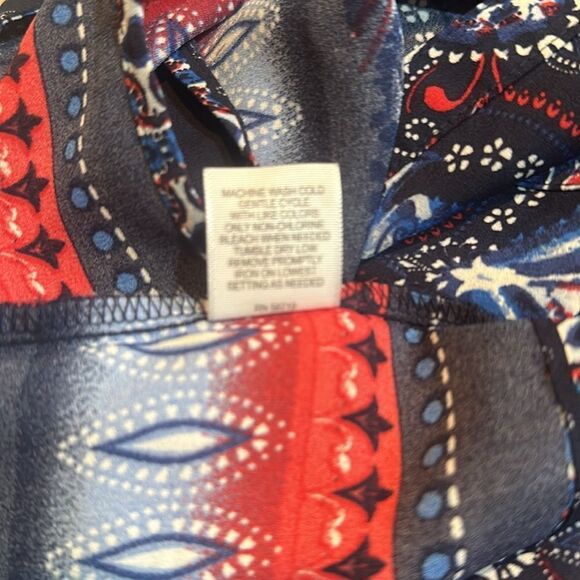 MACHINE WASH COLD
GENTLE CYCLE
WITH LIKE COLORS
ONLY NON-CHLORINE
BLEACH WHEN NEEDED
TUMBLE DRY LOW
REMOVE PROMPTLY
IRON ON LOWEST
SETTING AS NEEDED
RN